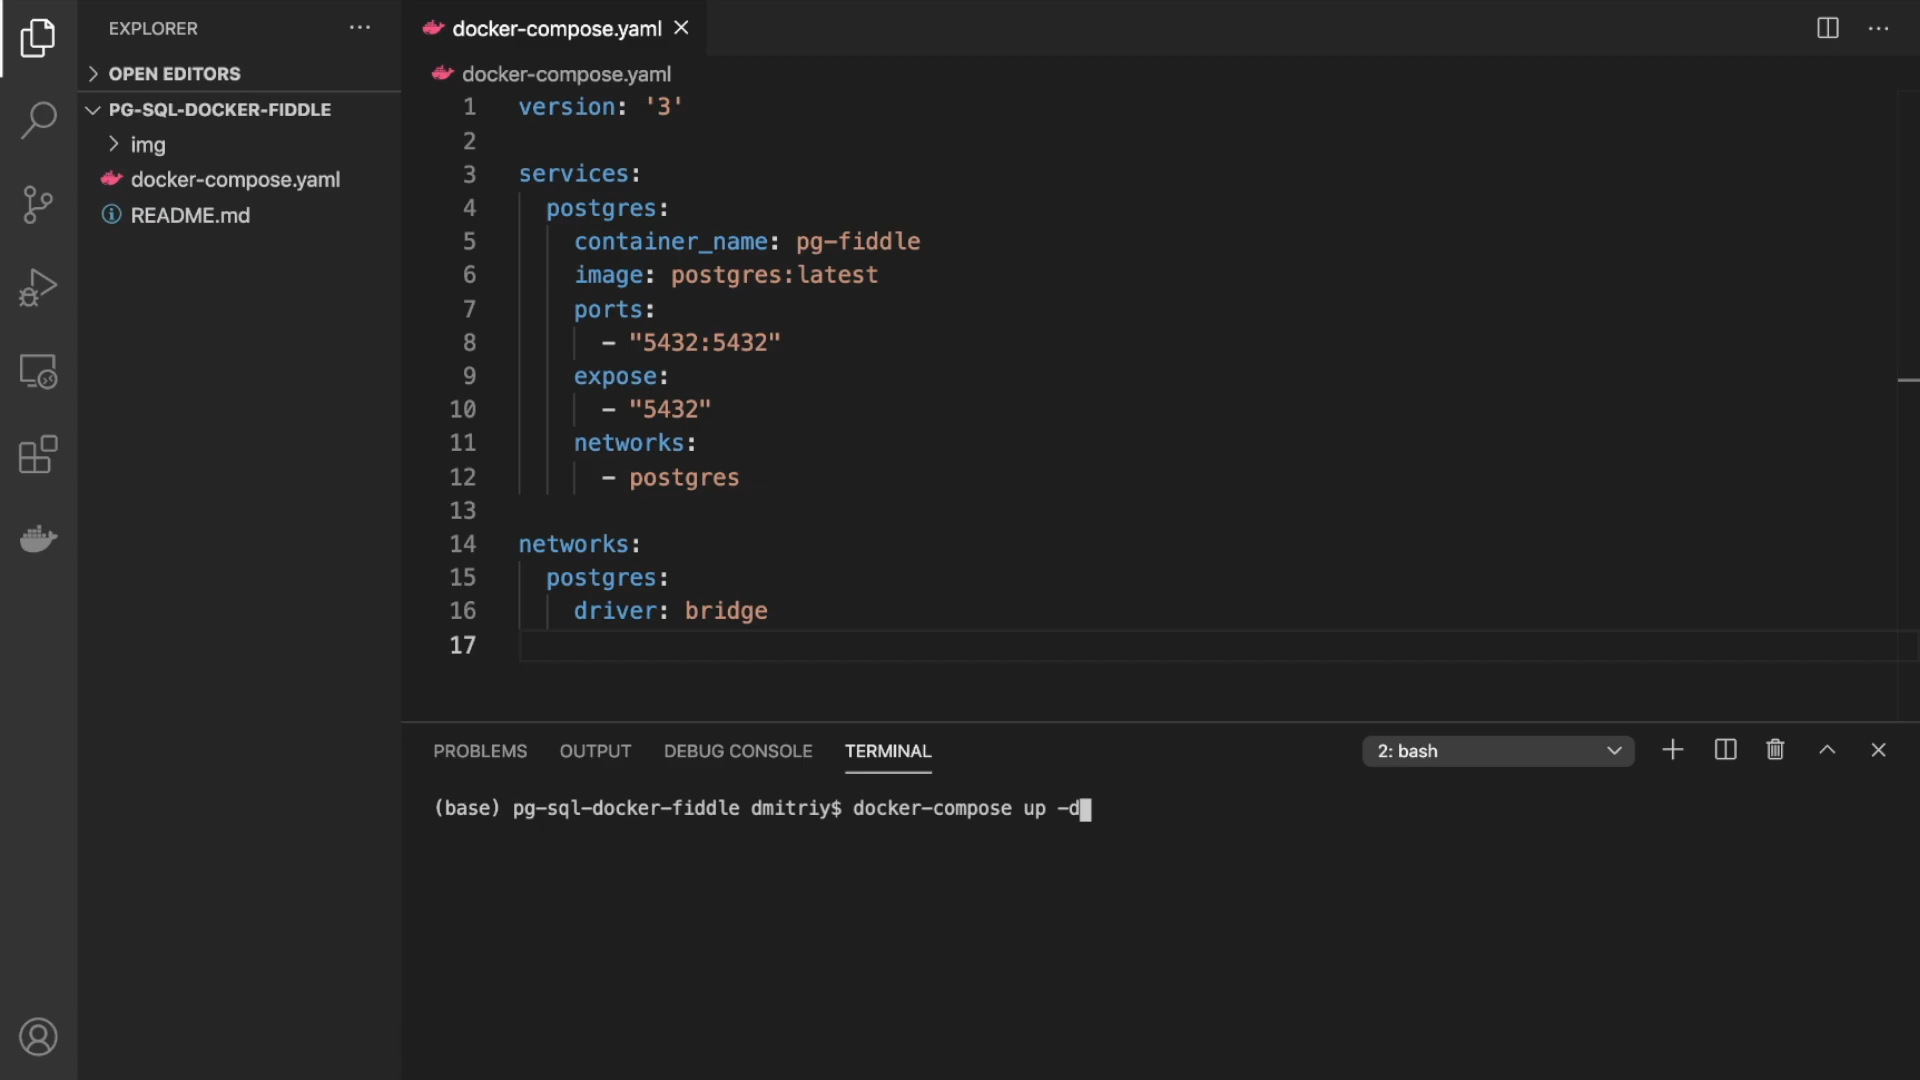 EXPLORER
OPEN EDITORS
PG-SQL-DOCKER-FIDDLE
img
docker-compose.yaml
README.md
docker-compose.yaml
docker-compose.yaml
1 version: '3'
2
3 services:
4 postgres:
5 container_name: pg-fiddle
6 image: postgres:latest
7 ports:
8 - "5432:5432"
9 expose:
10 - "5432"
11 networks:
12 - postgres
13
14 networks:
15 postgres:
16 driver: bridge
17
PROBLEMS OUTPUT DEBUG CONSOLE TERMINAL 2: bash
(base) pg-sql-docker-fiddle dmitriy$ docker-compose up -d